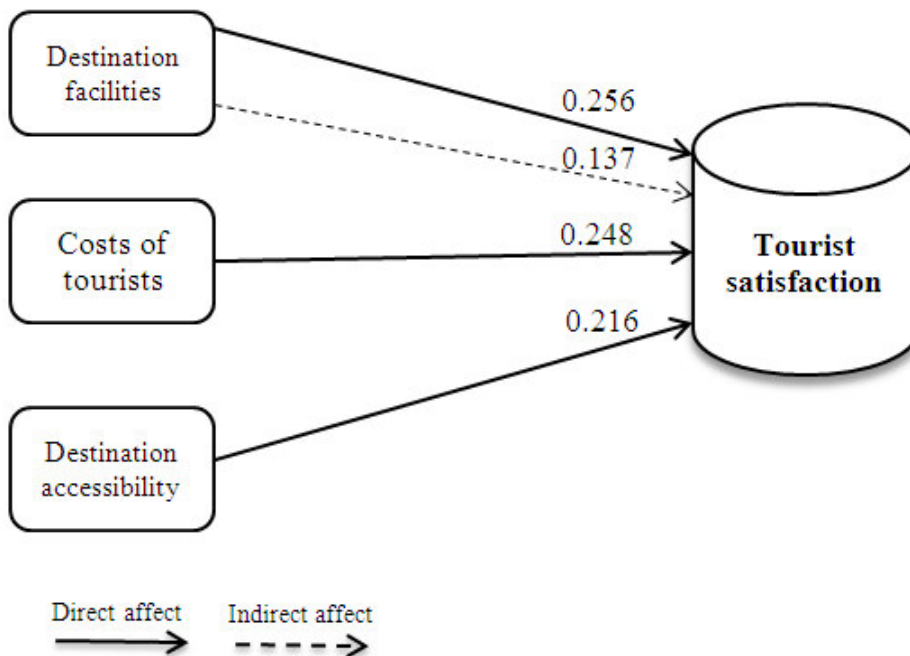 Destination
facilities
0.256
0.137
Costs of
tourists
0.248
Tourist
satisfaction
0.216
Destination
accessibility
Direct affect
Indirect affect